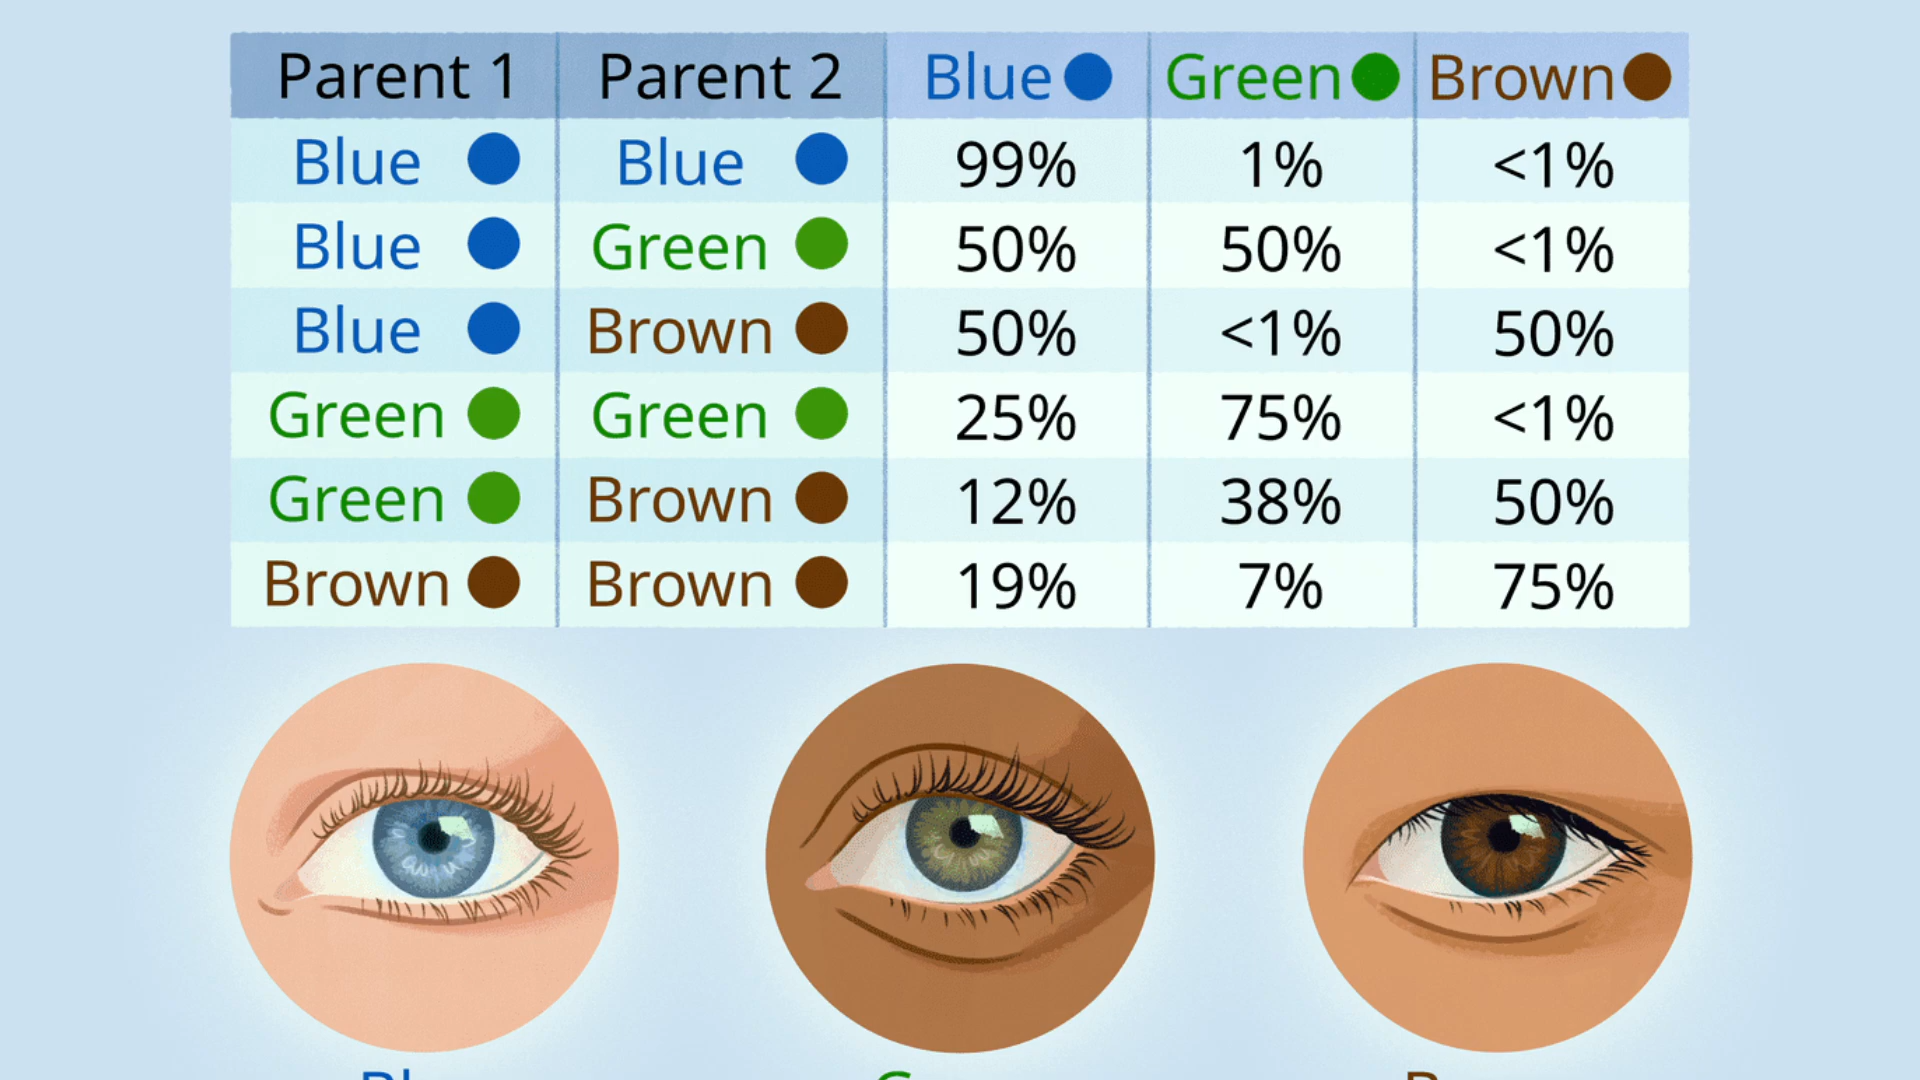 Parent 1 Parent 2 Blue Green Brown
Blue Blue 99% 1% <1%
Blue Green 50% 50% <1%
Blue Brown 50% <1% 50%
Green Green 25% 75% <1%
Green Brown 12% 38% 50%
Brown Brown 19% 7% 75%